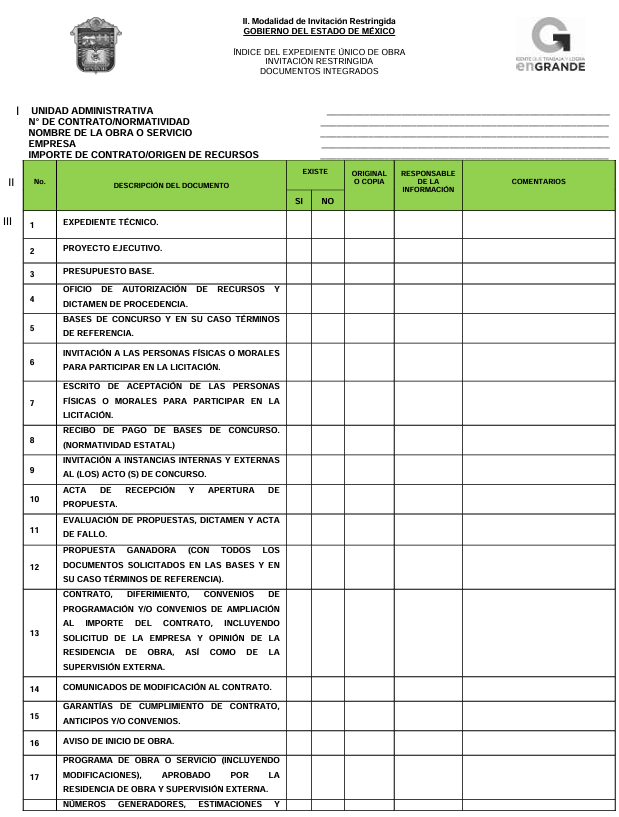 II. Modalidad de Invitación Restringida
GOBIERNO DEL ESTADO DE MÉXICO
ÍNDICE DEL EXPEDIENTE ÚNICO DE OBRA
INVITACIÓN RESTRINGIDA
DOCUMENTOS INTEGRADOS
GENTE QUE TRABAJA Y LOGRA
enGRANDE
I UNIDAD ADMINISTRATIVA
N° DE CONTRATO/NORMATIVIDAD
NOMBRE DE LA OBRA O SERVICIO
EMPRESA
IMPORTE DE CONTRATO/ORIGEN DE RECURSOS
II
No.
DESCRIPCIÓN DEL DOCUMENTO
EXISTE
SI NO
ORIGINAL
O COPIA
RESPONSABLE
DE LA
INFORMACIÓN
COMENTARIOS
III
1 EXPEDIENTE TÉCNICO.
2 PROYECTO EJECUTIVO.
3 PRESUPUESTO BASE.
4 OFICIO DE AUTORIZACIÓN DE RECURSOS Y
DICTAMEN DE PROCEDENCIA.
5 BASES DE CONCURSO Y EN SU CASO TÉRMINOS
DE REFERENCIA.
6 INVITACIÓN A LAS PERSONAS FÍSICAS O MORALES
PARA PARTICIPAR EN LA LICITACIÓN.
7 ESCRITO DE ACEPTACIÓN DE LAS PERSONAS
FÍSICAS O MORALES PARA PARTICIPAR EN LA
LICITACIÓN.
8 RECIBO DE PAGO DE BASES DE CONCURSO.
(NORMATIVIDAD ESTATAL)
9 INVITACIÓN A INSTANCIAS INTERNAS Y EXTERNAS
AL (LOS) ACTO (S) DE CONCURSO.
10 ACTA DE RECEPCIÓN Y APERTURA DE
PROPUESTA.
11 EVALUACIÓN DE PROPUESTAS, DICTAMEN Y ACTA
DE FALLO.
12 PROPUESTA GANADORA (CON TODOS LOS
DOCUMENTOS SOLICITADOS EN LAS BASES Y EN
SU CASO TÉRMINOS DE REFERENCIA).
13 CONTRATO, DIFERIMIENTO, CONVENIOS DE
PROGRAMACIÓN Y/O CONVENIOS DE AMPLIACIÓN
AL IMPORTE DEL CONTRATO, INCLUYENDO
SOLICITUD DE LA EMPRESA Y OPINIÓN DE LA
RESIDENCIA DE OBRA, ASÍ COMO DE LA
SUPERVISIÓN EXTERNA.
14 COMUNICADOS DE MODIFICACIÓN AL CONTRATO.
15 GARANTÍAS DE CUMPLIMIENTO DE CONTRATO,
ANTICIPOS Y/O CONVENIOS.
16 AVISO DE INICIO DE OBRA.
17 PROGRAMA DE OBRA O SERVICIO (INCLUYENDO
MODIFICACIONES), APROBADO POR LA
RESIDENCIA DE OBRA Y SUPERVISIÓN EXTERNA.
NÚMEROS GENERADORES, ESTIMACIONES Y